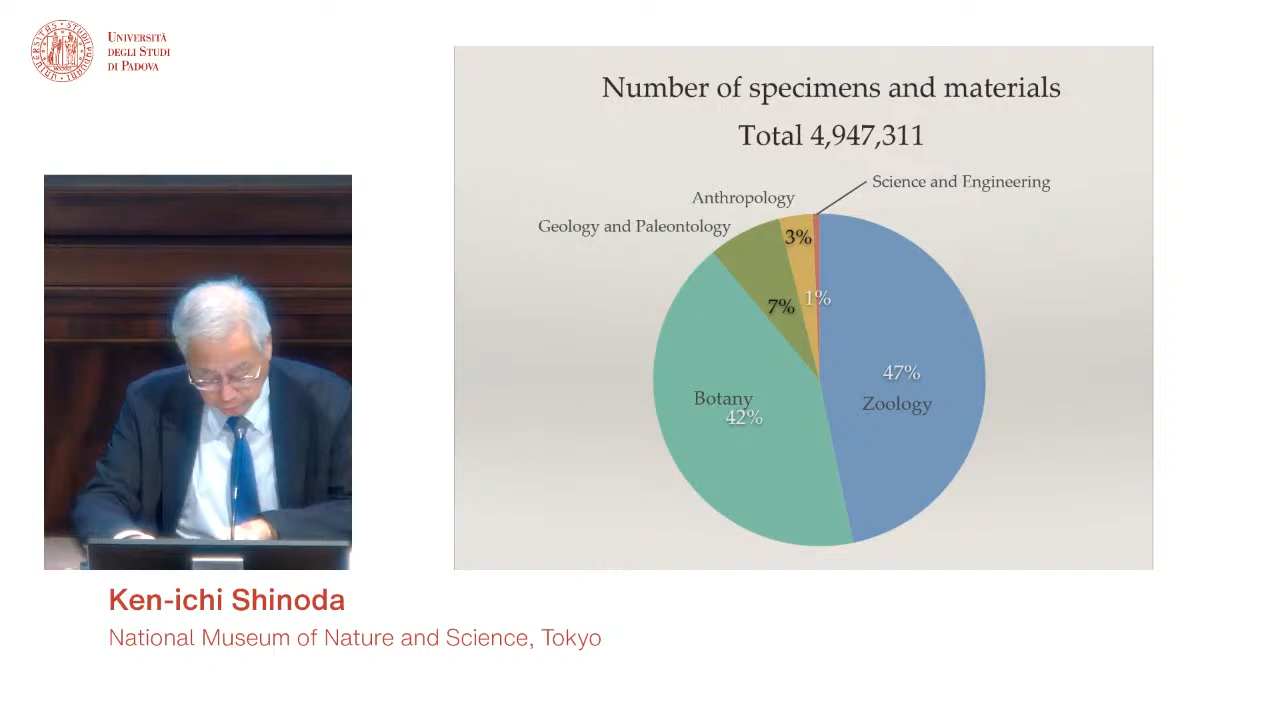 UNIVERSITÀ
DEGLI STUDI
DI PADOVA
Number of specimens and materials
Total 4,947,311
Science and Engineering
Anthropology
Geology and Paleontology
3%
1%
7%
47%
Zoology
Botany
42%
Ken-ichi Shinoda
National Museum of Nature and Science, Tokyo